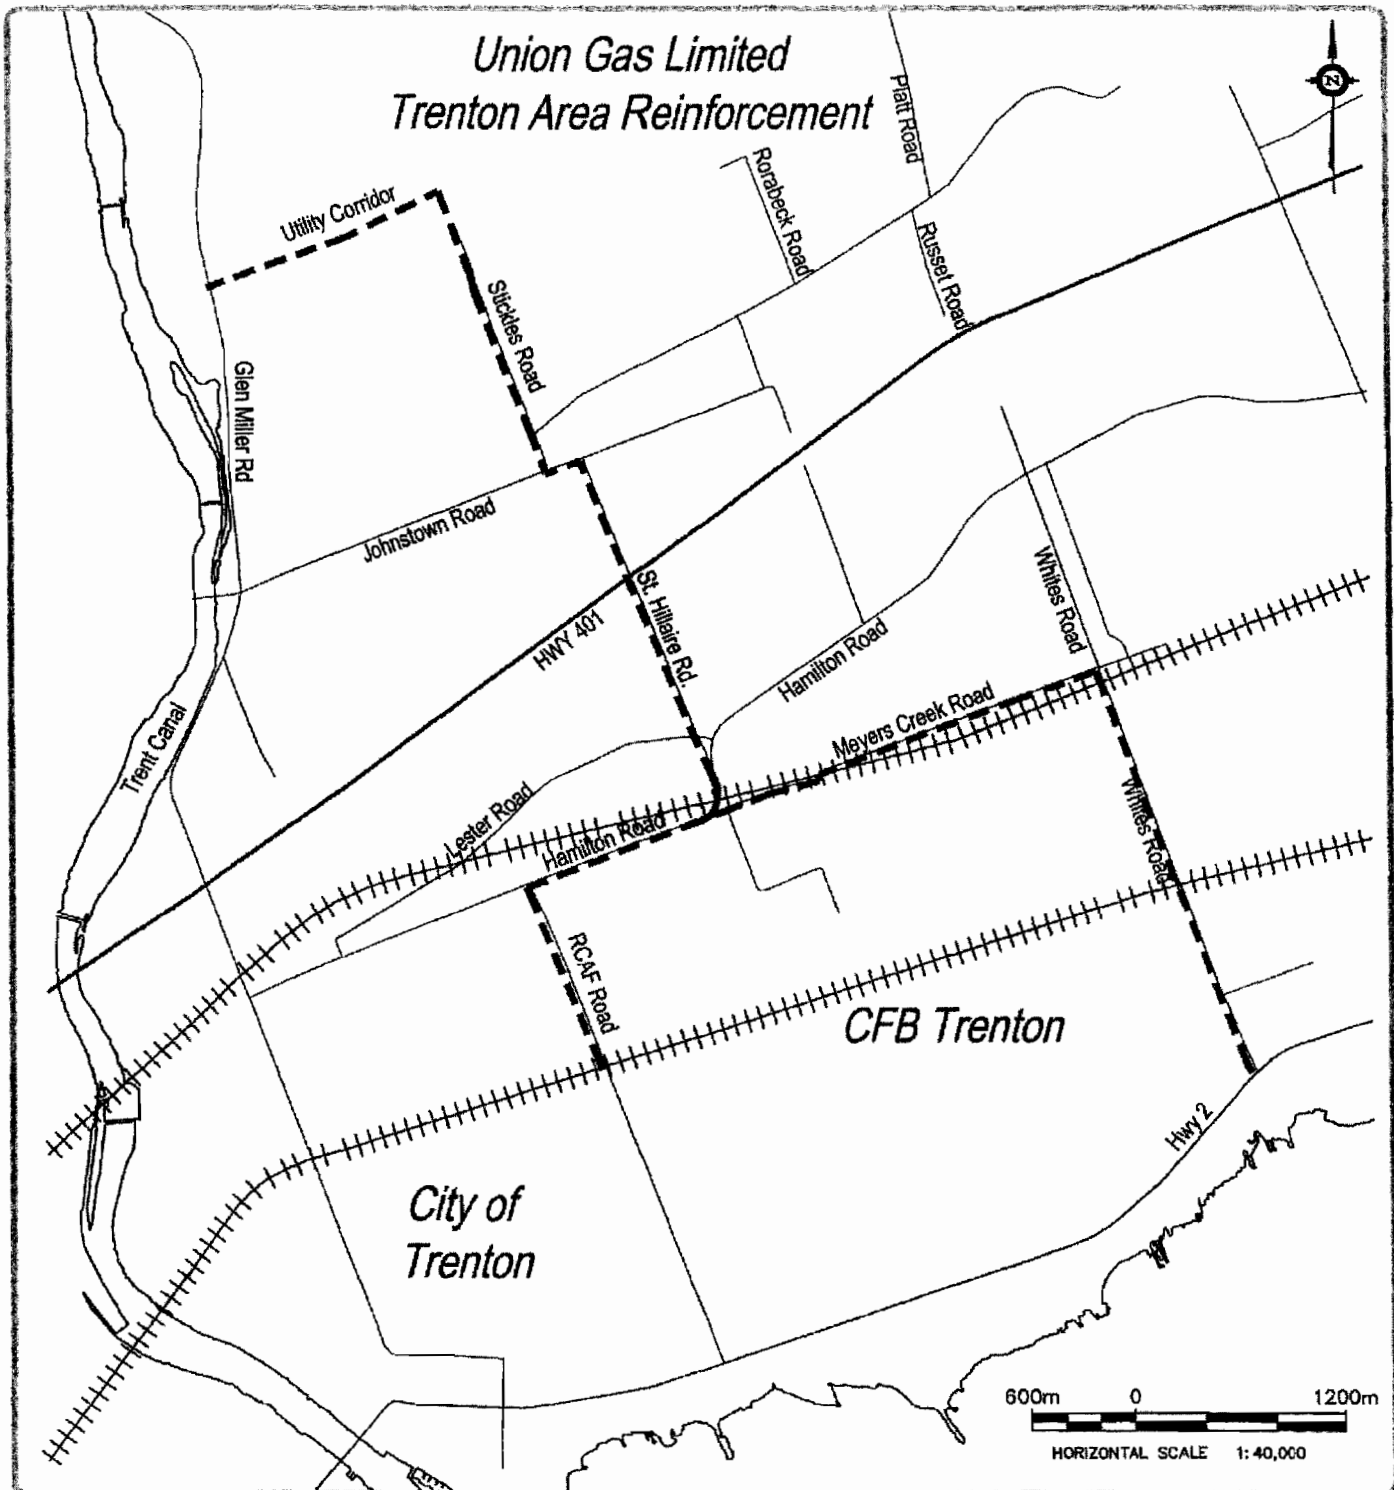 Union Gas Limited
Trenton Area Reinforcement
N
Platt Road
Rorabeck Road
Utility Corridor
Russet Road
Stickles Road
Glen Miller Rd
Johnstown Road
HWY 401
St. Hillaire Rd.
Whites Road
Hamilton Road
Meyers Creek Road
Trent Canal
Lester Road
Hamilton Road
Whites Road
RCAF Road
CFB Trenton
Hwy 2
City of
Trenton
600m 0 1200m
HORIZONTAL SCALE 1:40,000